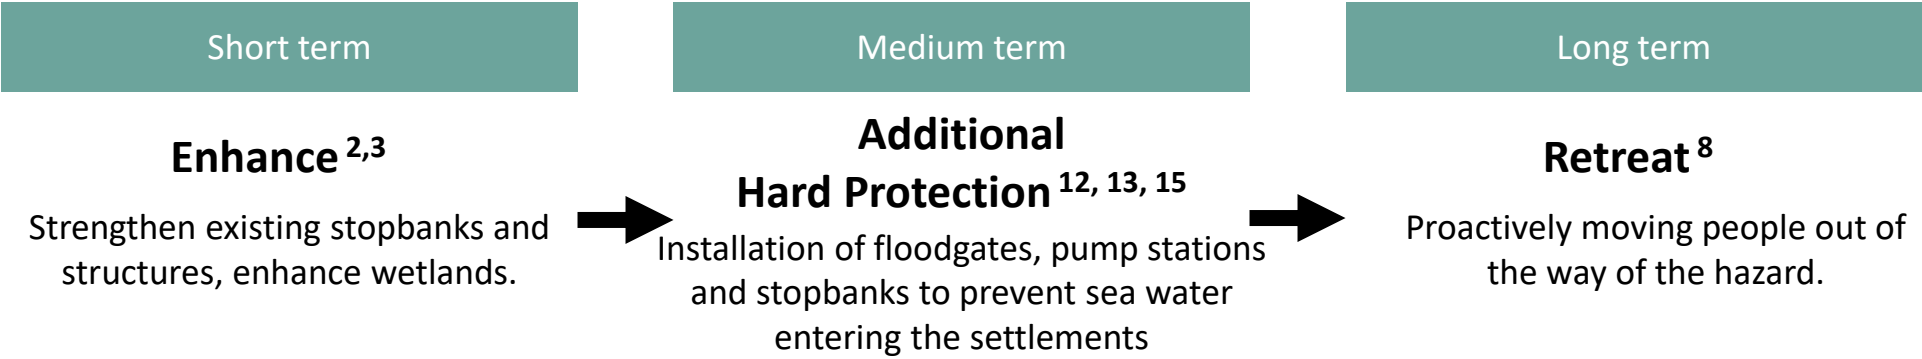 Short term
Enhance 2,3
Strengthen existing stopbanks and
structures, enhance wetlands.
Medium term
Additional
Hard Protection 12, 13, 15
Installation of floodgates, pump stations
and stopbanks to prevent sea water
entering the settlements
Long term
Retreat 8
Proactively moving people out of
the way of the hazard.